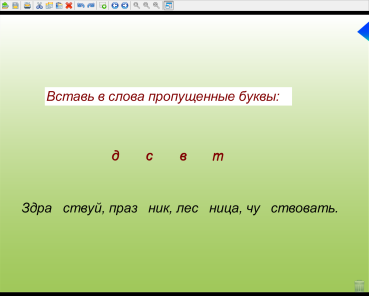 Вставь в слова пропущенные буквы:
д с в т
Здра ствуй, праз ник, лес ница, чу ствовать.